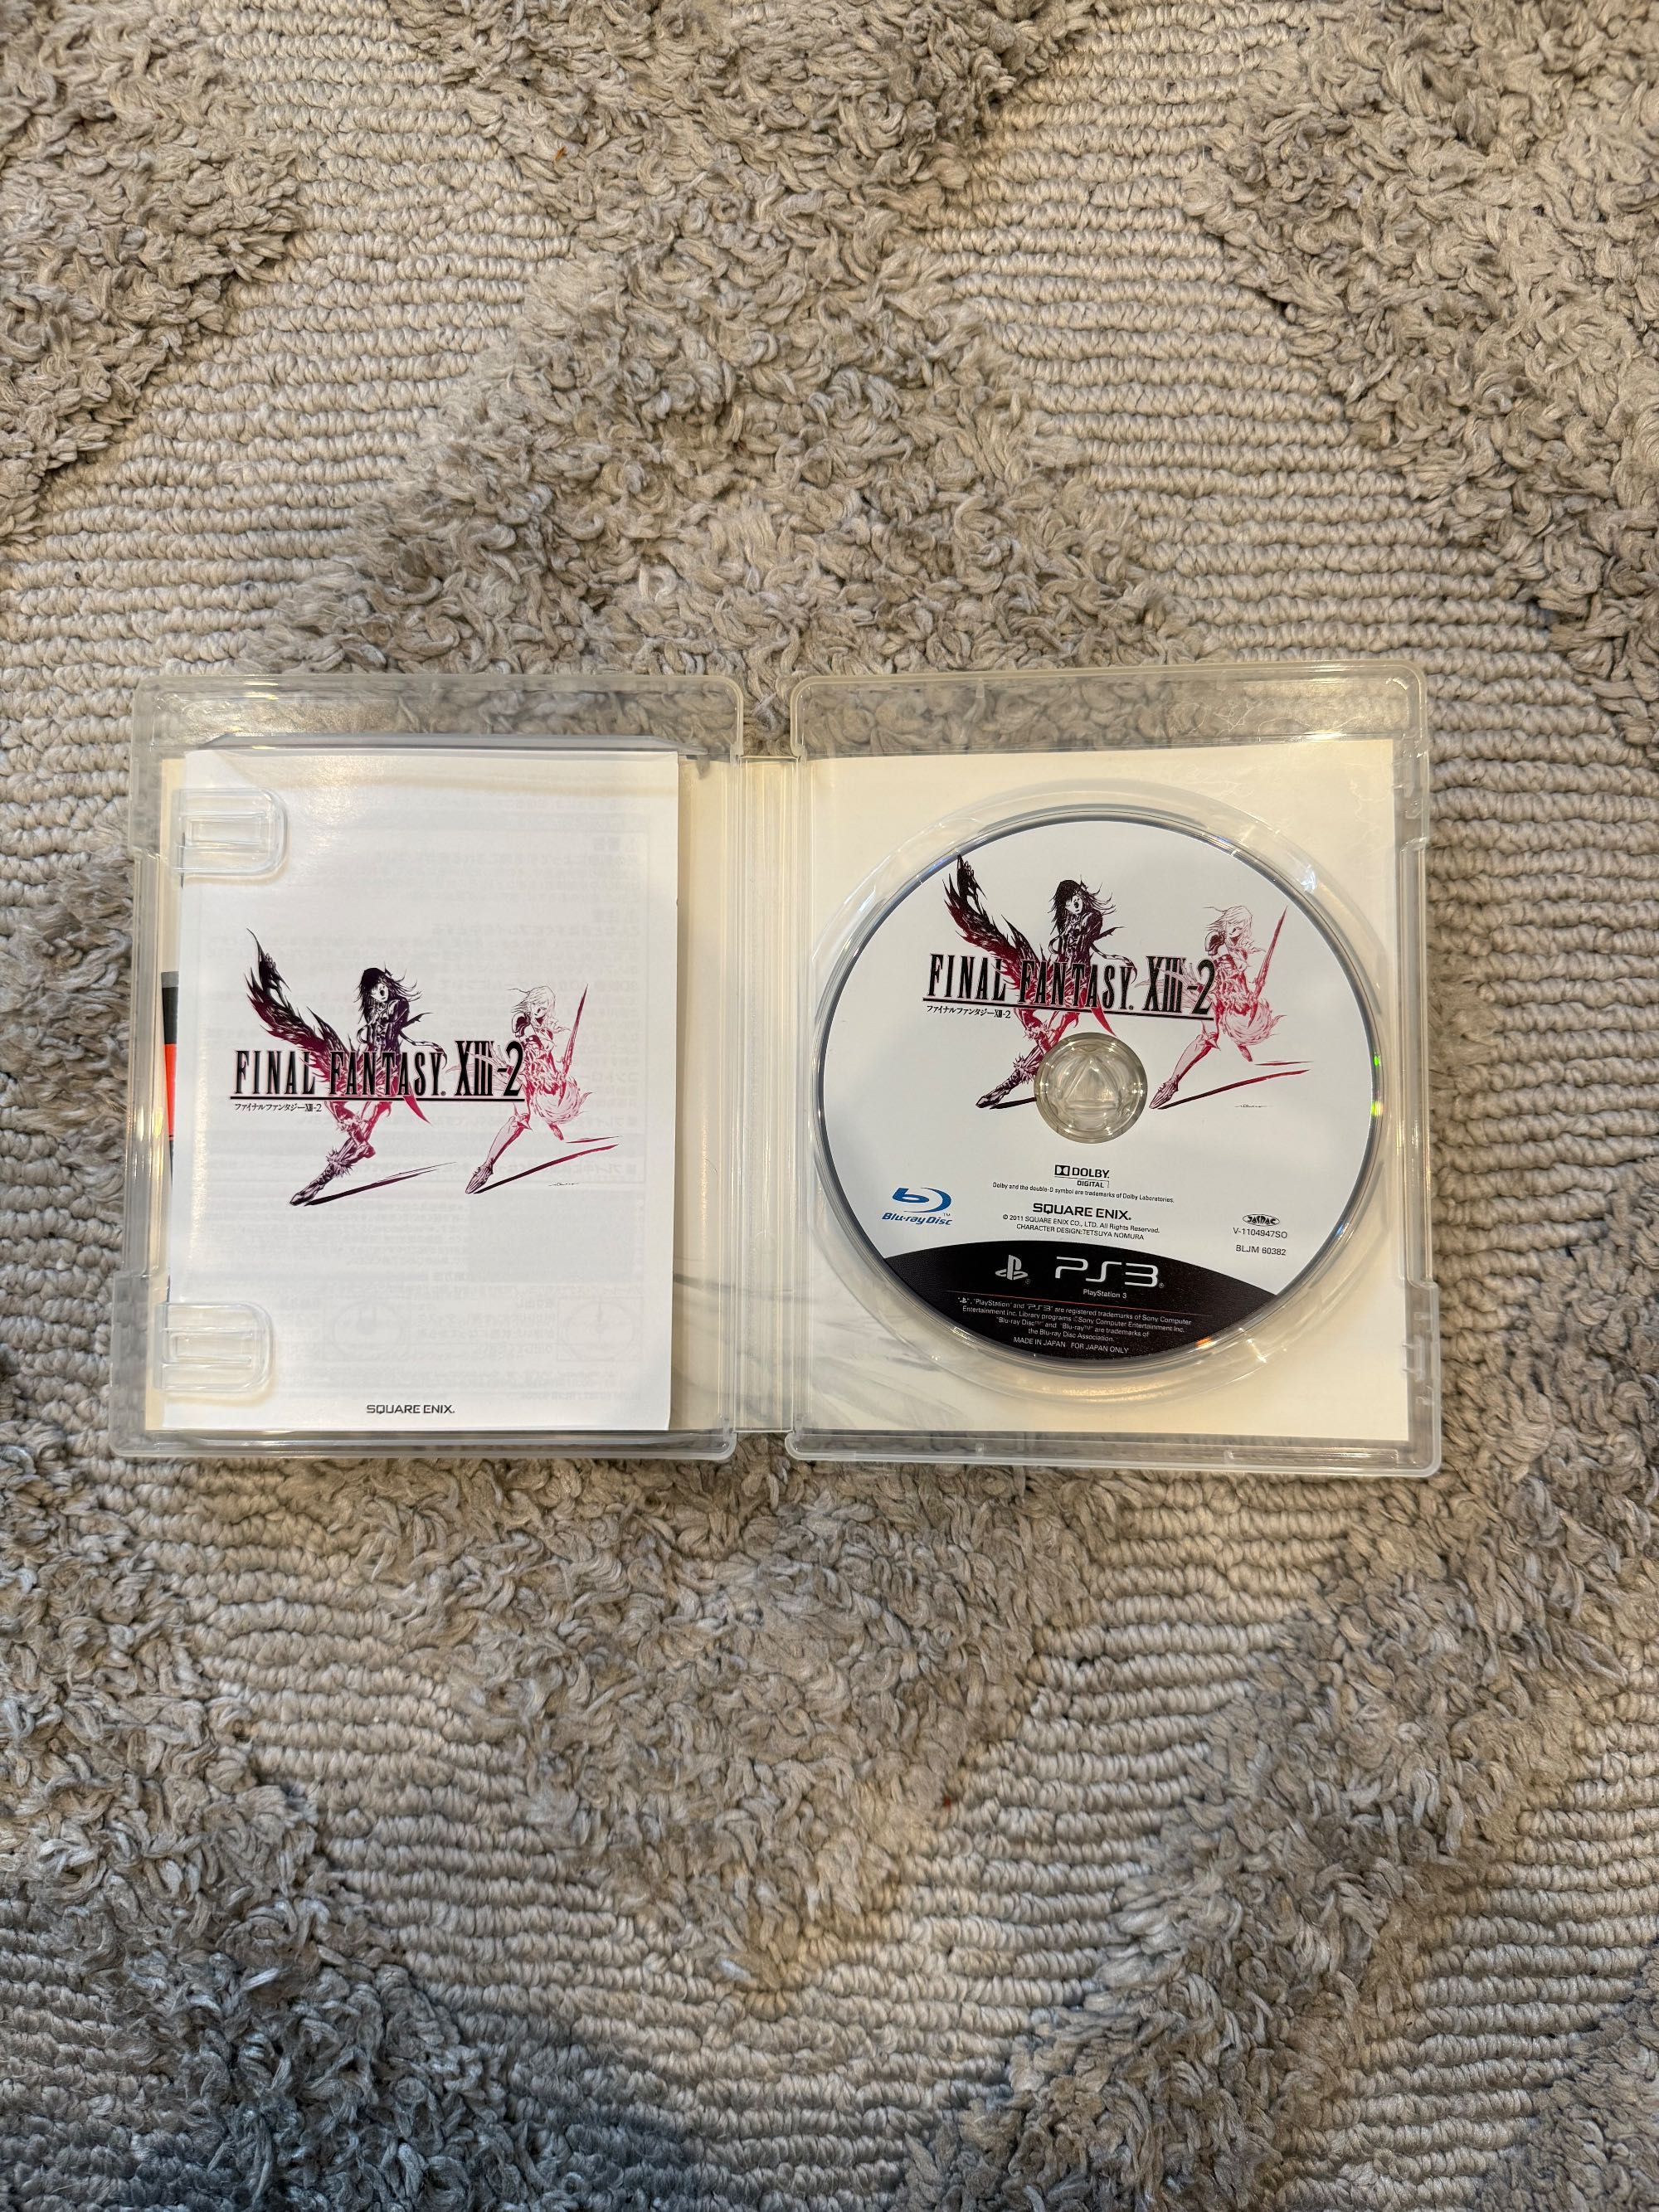 FINAL FANTASY XIII-2
ファイナルファンタジーXIII-2
SQUARE ENIX.
FINAL FANTASY XIII-2
ファイナルファンタジーXIII-2
DOLBY
DIGITAL
Dolby and the double-D symbol are trademarks of Dolby Laboratories.
Blu-ray Disc™
SQUARE ENIX.
© 2011 SQUARE ENIX CO., LTD. All Rights Reserved.
CHARACTER DESIGN:TETSUYA NOMURA
JASRAC
V-1104947SO
BLJM 60382
PS3®
PlayStation 3
"PlayStation" and "PS3" are registered trademarks of Sony Computer
Entertainment Inc. Library programs ©Sony Computer Entertainment Inc.
"Blu-ray Disc™" and "Blu-ray™" are trademarks of
the Blu-ray Disc Association.
MADE IN JAPAN FOR JAPAN ONLY